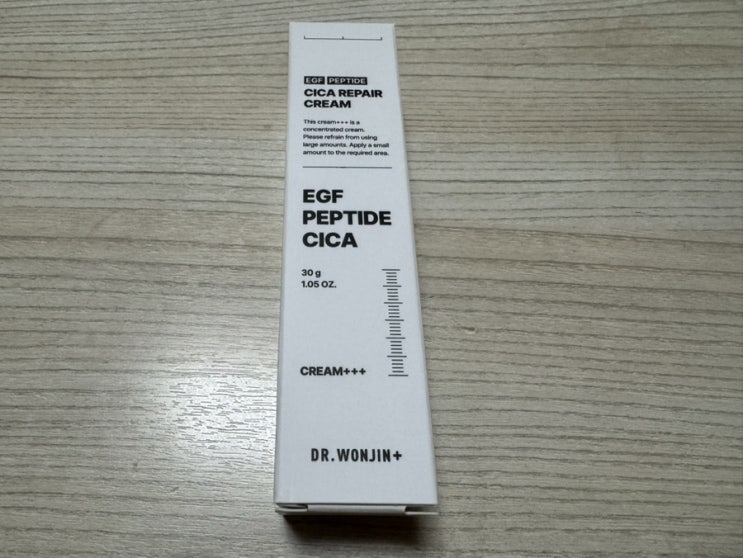 EGF PEPTIDE
CICA REPAIR
CREAM
This cream+++ is a
concentrated cream.
Please refrain from using
large amounts. Apply a small
amount to the required area.
EGF
PEPTIDE
CICA
30 g
1.05 OZ.
CREAM+++
DR.WONJIN+